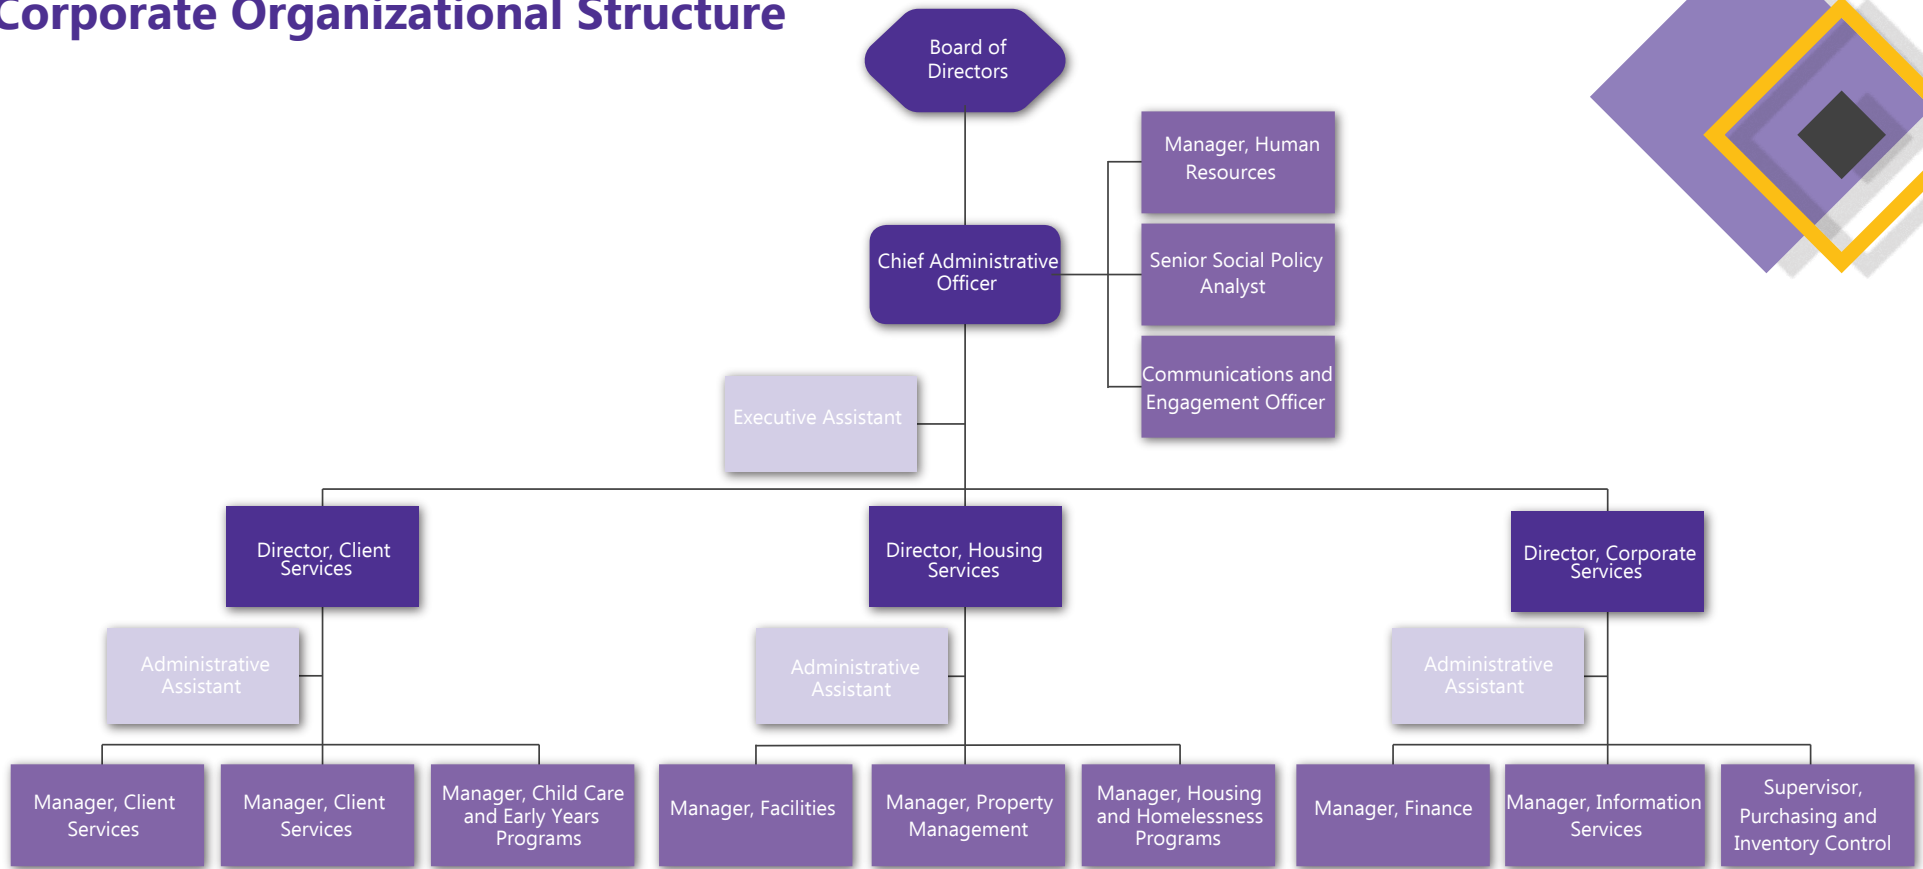 Corporate Organizational Structure
Board of
Directors
Manager, Human
Resources
Chief Administrative
Officer
Senior Social Policy
Analyst
Communications and
Engagement Officer
Executive Assistant
Director, Client
Services
Director, Housing
Services
Director, Corporate
Services
Administrative
Assistant
Administrative
Assistant
Administrative
Assistant
Manager, Client
Services
Manager, Client
Services
Manager, Child Care
and Early Years
Programs
Manager, Facilities
Manager, Property
Management
Manager, Housing
and Homelessness
Programs
Manager, Finance
Manager, Information
Services
Supervisor,
Purchasing and
Inventory Control